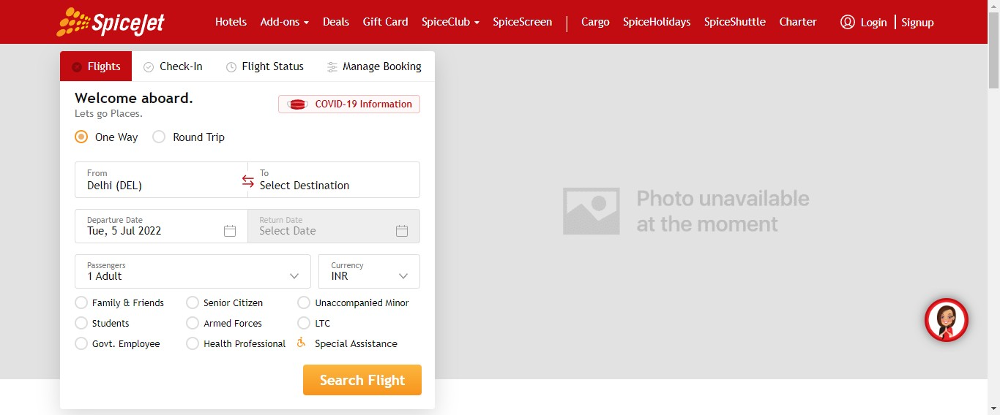 SpiceJet
Hotels Add-ons Deals Gift Card SpiceClub SpiceScreen | Cargo SpiceHolidays SpiceShuttle Charter Login | Signup
Flights Check-In Flight Status Manage Booking
Welcome aboard.
Lets go Places.
COVID-19 Information
One Way Round Trip
From To
Delhi (DEL) Select Destination
Departure Date Return Date
Tue, 5 Jul 2022 Select Date
Passengers Currency
1 Adult INR
Family & Friends Senior Citizen Unaccompanied Minor
Students Armed Forces LTC
Govt. Employee Health Professional Special Assistance
Search Flight
Photo unavailable
at the moment